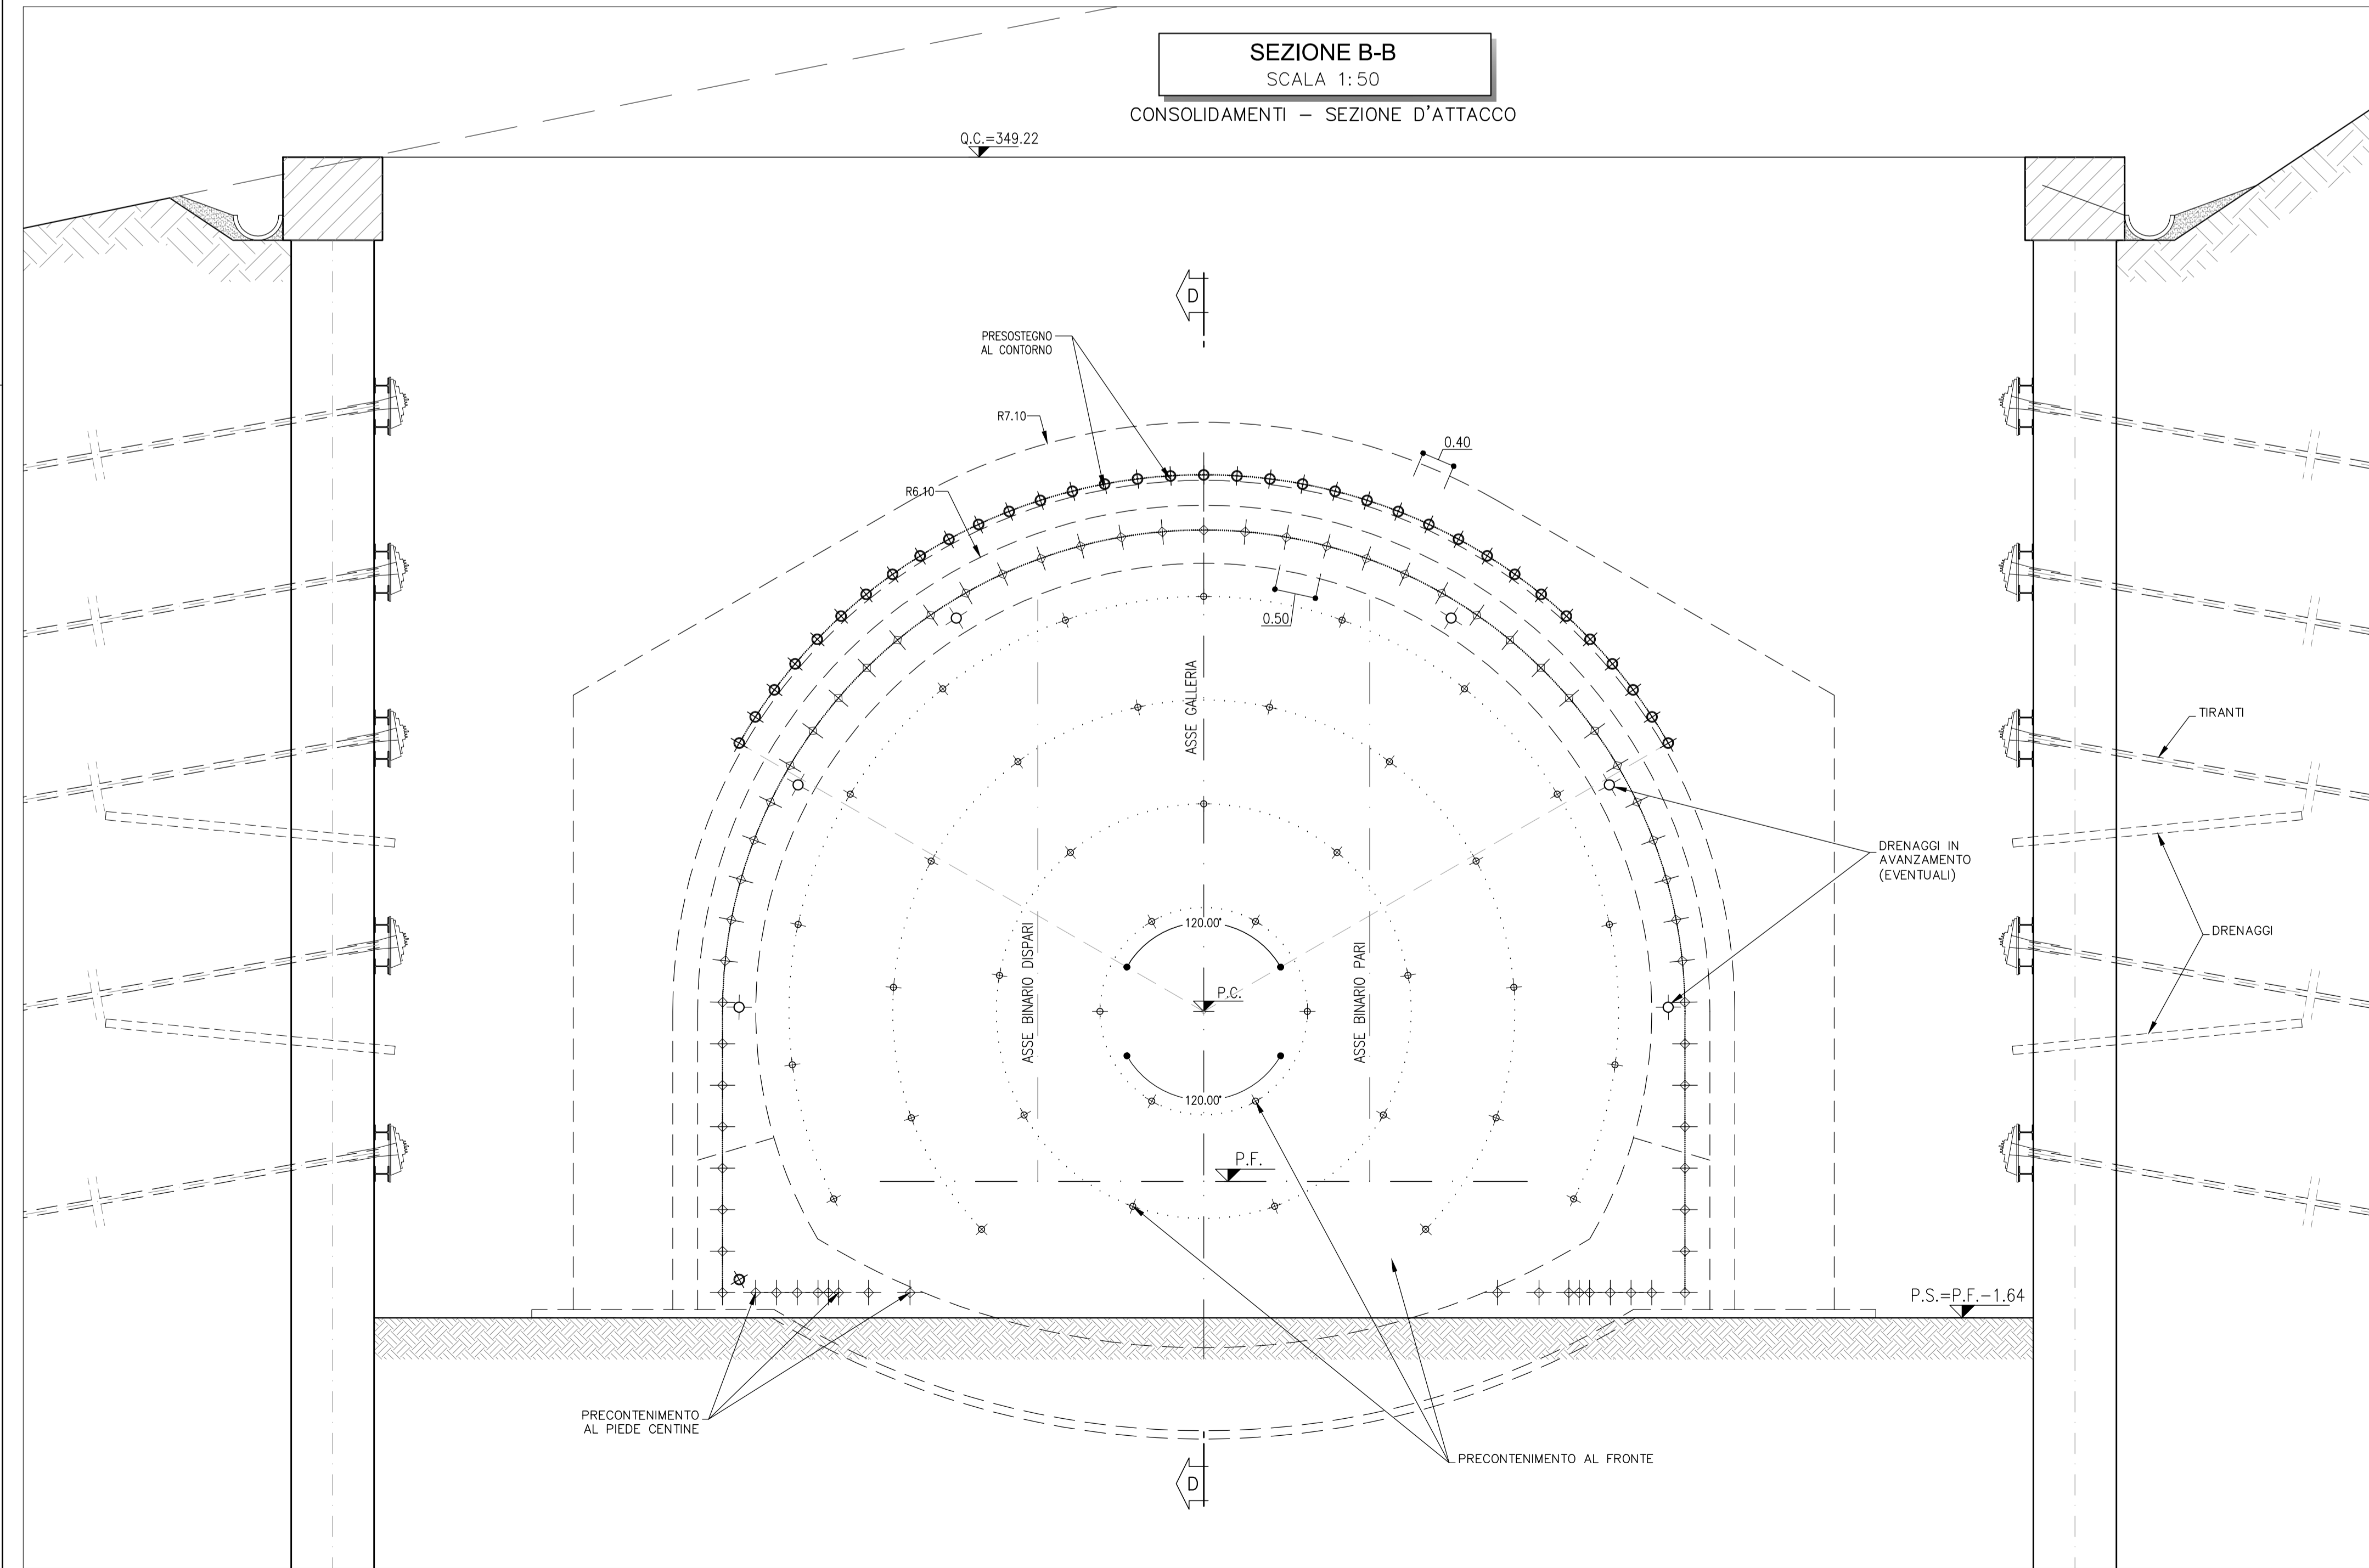 SEZIONE B-B
SCALA 1:50
CONSOLIDAMENTI – SEZIONE D'ATTACCO
Q.C.=349.22
D
PRESOSTEGNO
AL CONTORNO
R7.10
0.40
R6.10
0.50
ASSE GALLERIA
TIRANTI
DRENAGGI IN
AVANZAMENTO
(EVENTUALI)
DRENAGGI
120.00°
ASSE BINARIO DISPARI
ASSE BINARIO PARI
P.C.
120.00°
P.F.
P.S.=P.F.-1.64
PRECONTENIMENTO
AL PIEDE CENTINE
PRECONTENIMENTO AL FRONTE
D